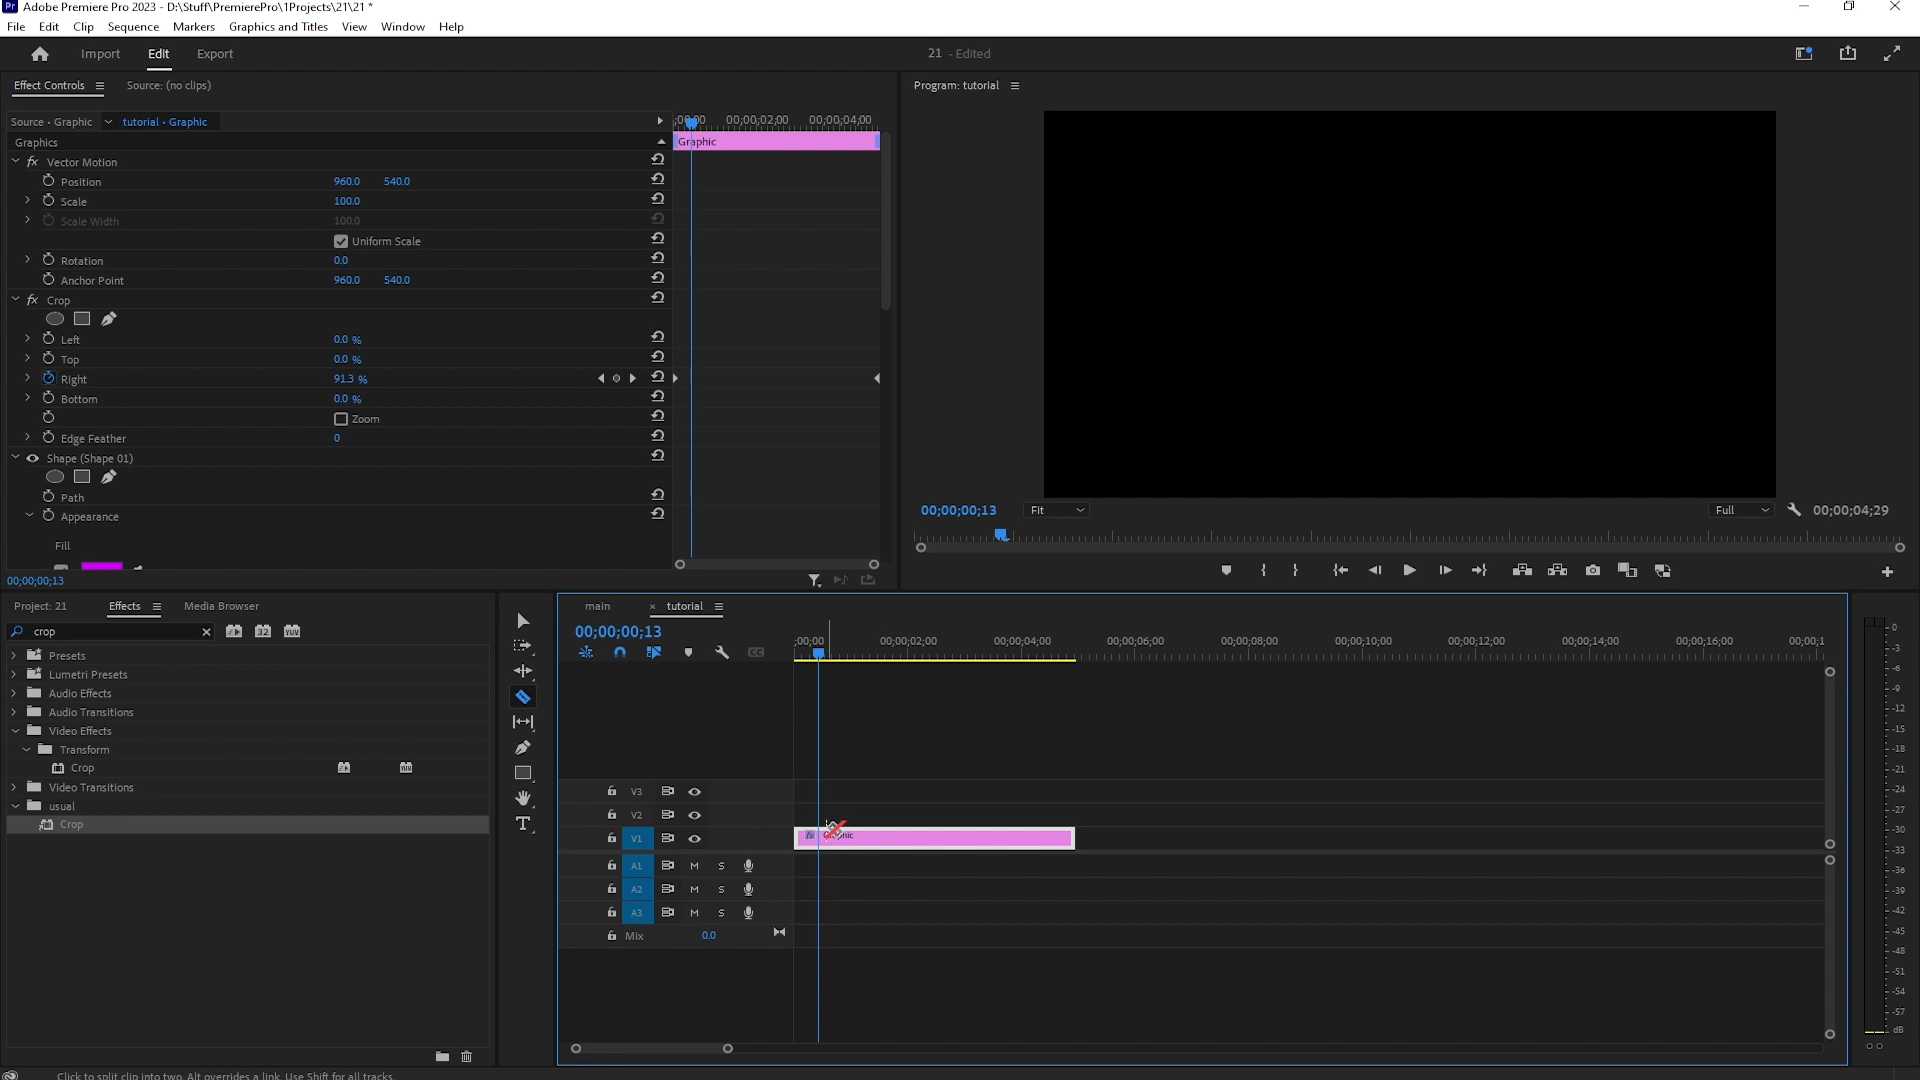 Adobe Premiere Pro 2023 - D:\Stuff\PremierePro\1Projects\21\21 *
File Edit Clip Sequence Markers Graphics and Titles View Window Help
Import Edit Export
21 - Edited
Effect Controls Source: (no clips)
Program: tutorial
Source • Graphic tutorial • Graphic
;00;00 00;00;02;00 00;00;04;00
Graphics
Graphic
fx Vector Motion
Position 960.0 540.0
Scale 100.0
Scale Width 100.0
Uniform Scale
Rotation 0.0
Anchor Point 960.0 540.0
fx Crop
Left 0.0 %
Top 0.0 %
Right 91.3 %
Bottom 0.0 %
Zoom
Edge Feather 0
Shape (Shape 01)
Path
Appearance
Fill
00;00;00;13
00;00;00;13 Fit Full 00;00;04;29
Project: 21 Effects Media Browser
crop
32 YUV
Presets
Lumetri Presets
Audio Effects
Audio Transitions
Video Effects
Transform
Crop
Video Transitions
usual
Crop
main × tutorial
00;00;00;13
;00;00 00;00;02;00 00;00;04;00 00;00;06;00 00;00;08;00 00;00;10;00 00;00;12;00 00;00;14;00 00;00;16;00 00;00;1
CC
V3
V2
V1
fx
A1 M S
A2 M S
A3 M S
Mix 0.0
0
-3
-6
-9
-12
-15
-18
-21
-24
-27
-30
-33
-36
-39
-42
-45
-48
-51
-54
-57
dB
Click to split clip into two. Alt overrides a link. Use Shift for all tracks.